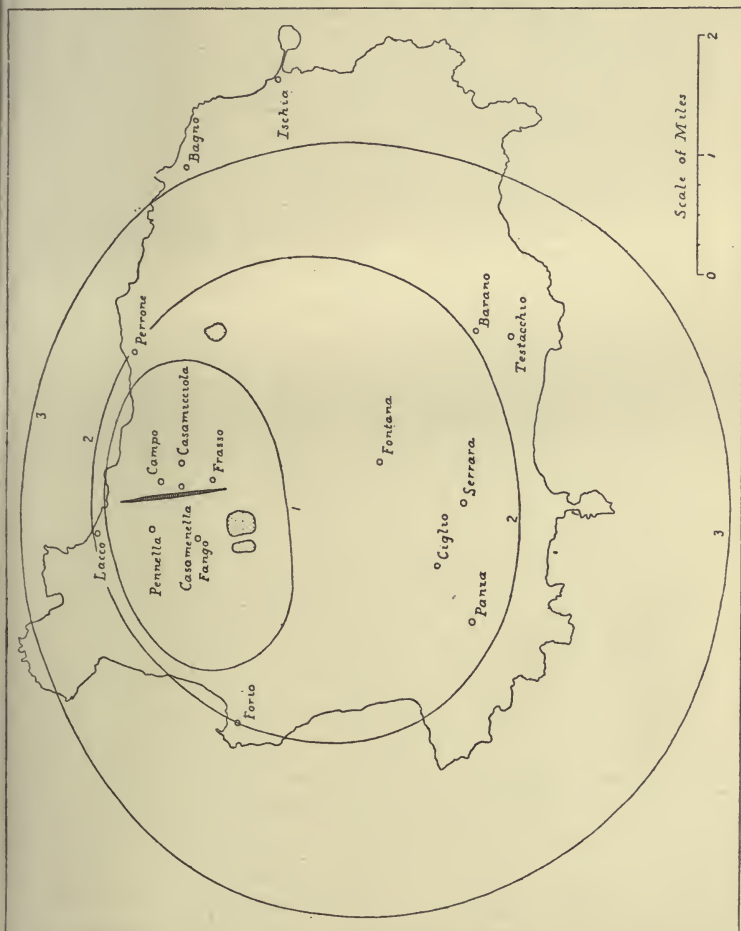 3
2
Bagno
Ischia
Perrone
Lacco
Campo
Casamicciola
Pennella
Casamenella
Frasso
Fango
1
Forio
Fontana
Barano
Testacchio
Serrara
Ciglio
Panza
2
3
Scale of Miles
0
1
2